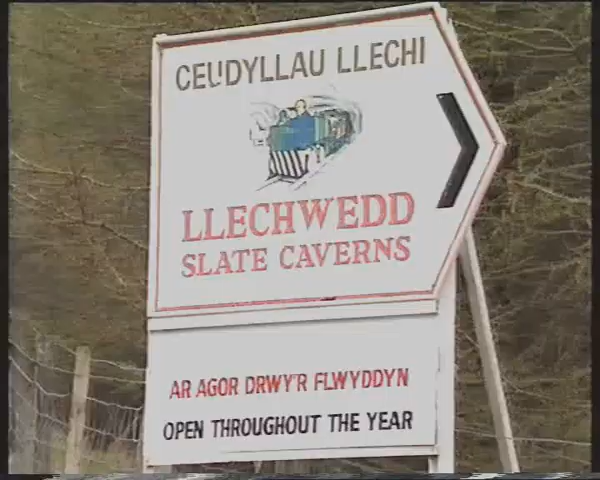 CEUDYLLAU LLECHI
LLECHWEDD
SLATE CAVERNS
AR AGOR DRWY'R FLWYDDYN
OPEN THROUGHOUT THE YEAR